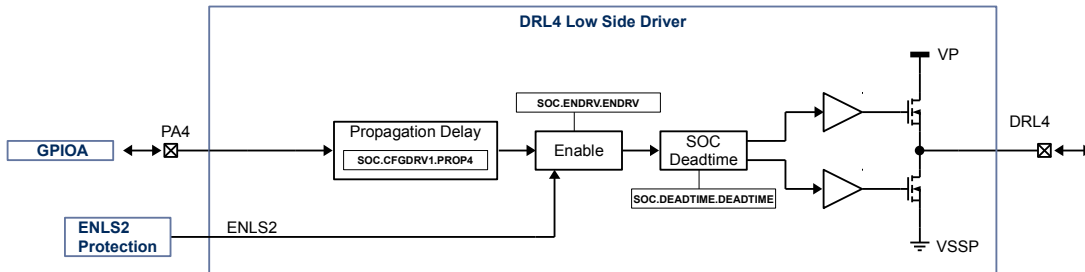 DRL4 Low Side Driver
VP
SOC.ENDRV.ENDRV
PA4
Propagation Delay
SOC
Deadtime
DRL4
GPIOA
SOC.CFGDRV1.PROP4
Enable
SOC.DEADTIME.DEADTIME
ENLS2
Protection
ENLS2
VSSP